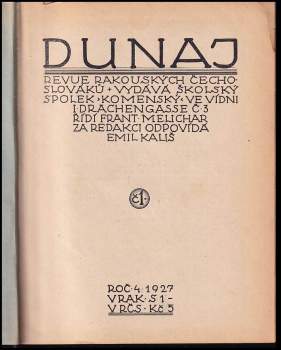 DUNAJ
REVUE RAKOUSKÝCH ČECHO-
SLOVÁKŮ • VYDÁVÁ ŠKOLSKÝ
SPOLEK • KOMENSKÝ • VE VÍDNI
I • DRACHENGASSE Č • 3
ŘÍDÍ FRANT • MELICHAR
ZA REDAKCI ODPOVÍDÁ
EMIL KALIŠ
Č1.
ROČ • 4 • 1927
V RAK • S 1 –
V RČS • Kč 5